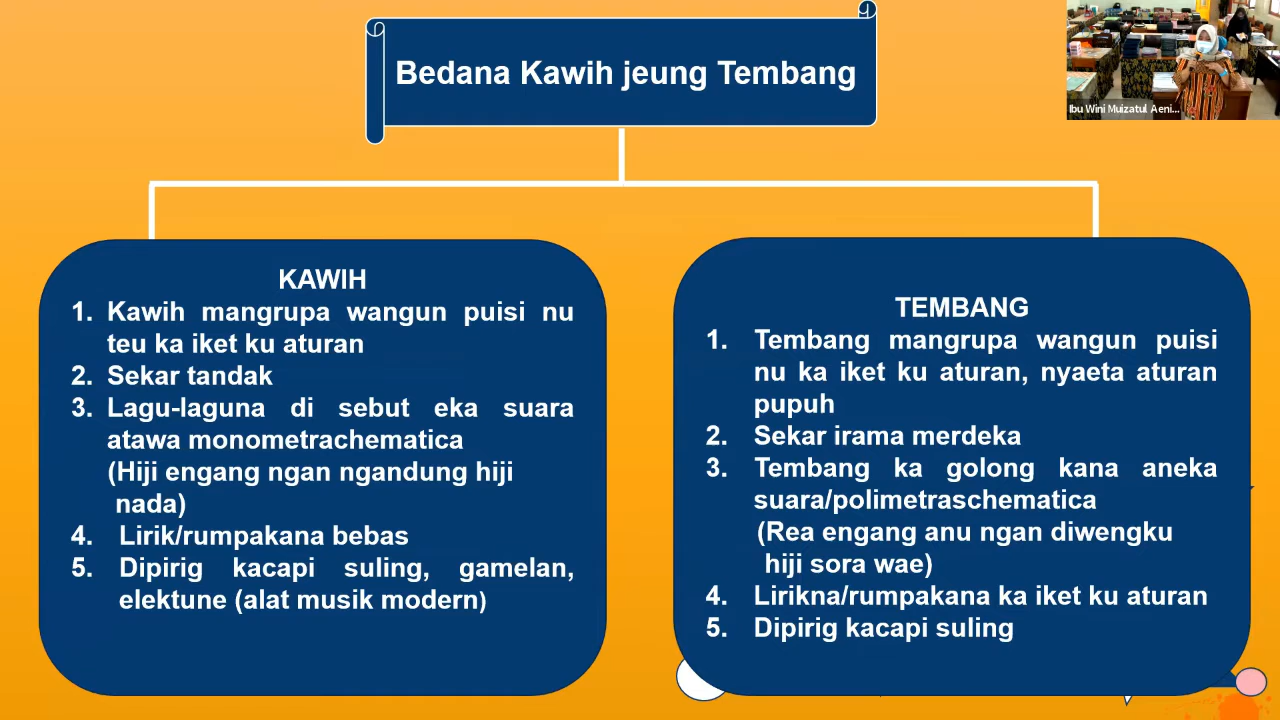 Bedana Kawih jeung Tembang
Ibu Wini Muizatul Aeni...
KAWIH
1. Kawih mangrupa wangun puisi nu
teu ka iket ku aturan
2. Sekar tandak
3. Lagu-laguna di sebut eka suara
atawa monometrachematica
(Hiji engang ngan ngandung hiji
nada)
4. Lirik/rumpakana bebas
5. Dipirig kacapi suling, gamelan,
elektune (alat musik modern)
TEMBANG
1. Tembang mangrupa wangun puisi
nu ka iket ku aturan, nyaeta aturan
pupuh
2. Sekar irama merdeka
3. Tembang ka golong kana aneka
suara/polimetraschematica
(Rea engang anu ngan diwengku
hiji sora wae)
4. Lirikna/rumpakana ka iket ku aturan
5. Dipirig kacapi suling